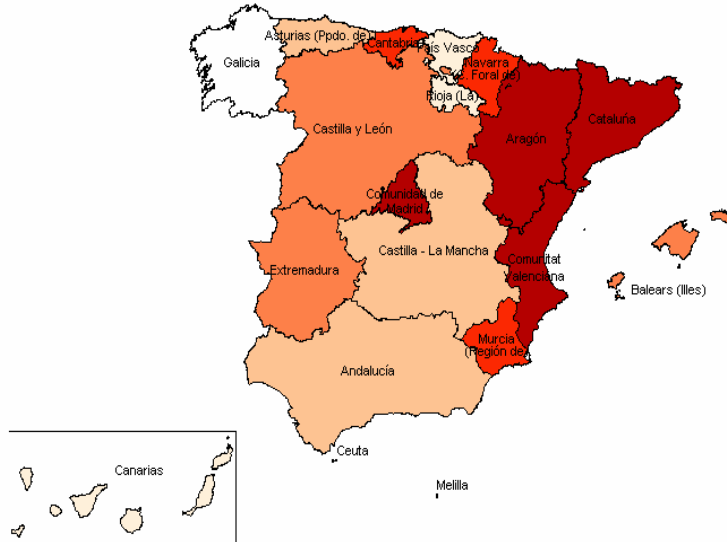 Asturias (Ppdo. de)
Cantabria
País Vasco
Galicia
Navarra
(C. Foral de)
Rioja (La)
Castilla y León
Aragón
Cataluña
Comunidad de
Madrid
Castilla - La Mancha
Comunitat
Valenciana
Extremadura
Balears (Illes)
Murcia
(Región de)
Andalucía
Ceuta
Canarias
Melilla